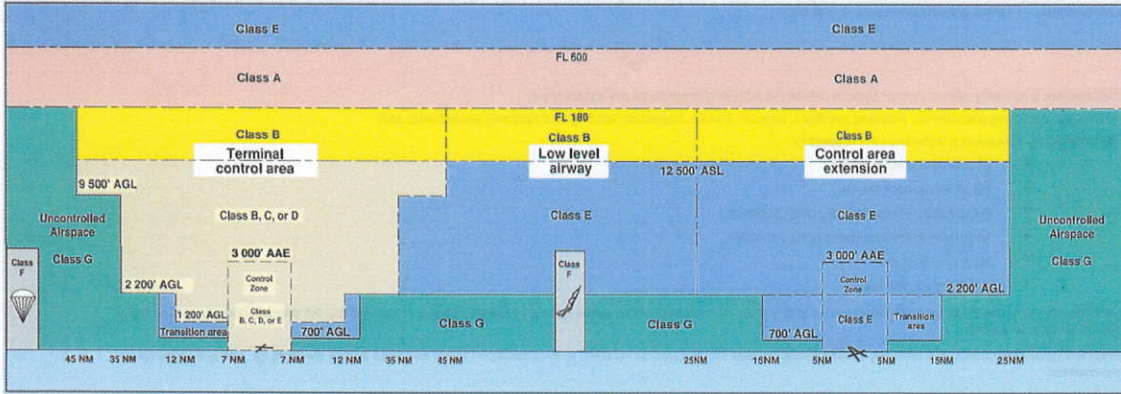 Class E
Class E
FL 600
Class A
Class A
FL 180
Class B
Class B
Class B
Terminal
control area
Low level
airway
Control area
extension
12 500' ASL
9 500' AGL
Uncontrolled
Airspace
Class G
Class B, C, or D
Class E
Class E
Uncontrolled
Airspace
Class G
Class
F
3 000' AAE
Control
Zone
Class
B, C, D, or E
Class
F
3 000' AAE
Control
Zone
Class E
2 200' AGL
2 200' AGL
1 200' AGL
Transition area
700' AGL
Class G
Class G
700' AGL
Transition
area
45 NM
35 NM
12 NM
7 NM
7 NM
12 NM
35 NM
45 NM
25NM
15NM
5NM
5NM
15NM
25NM